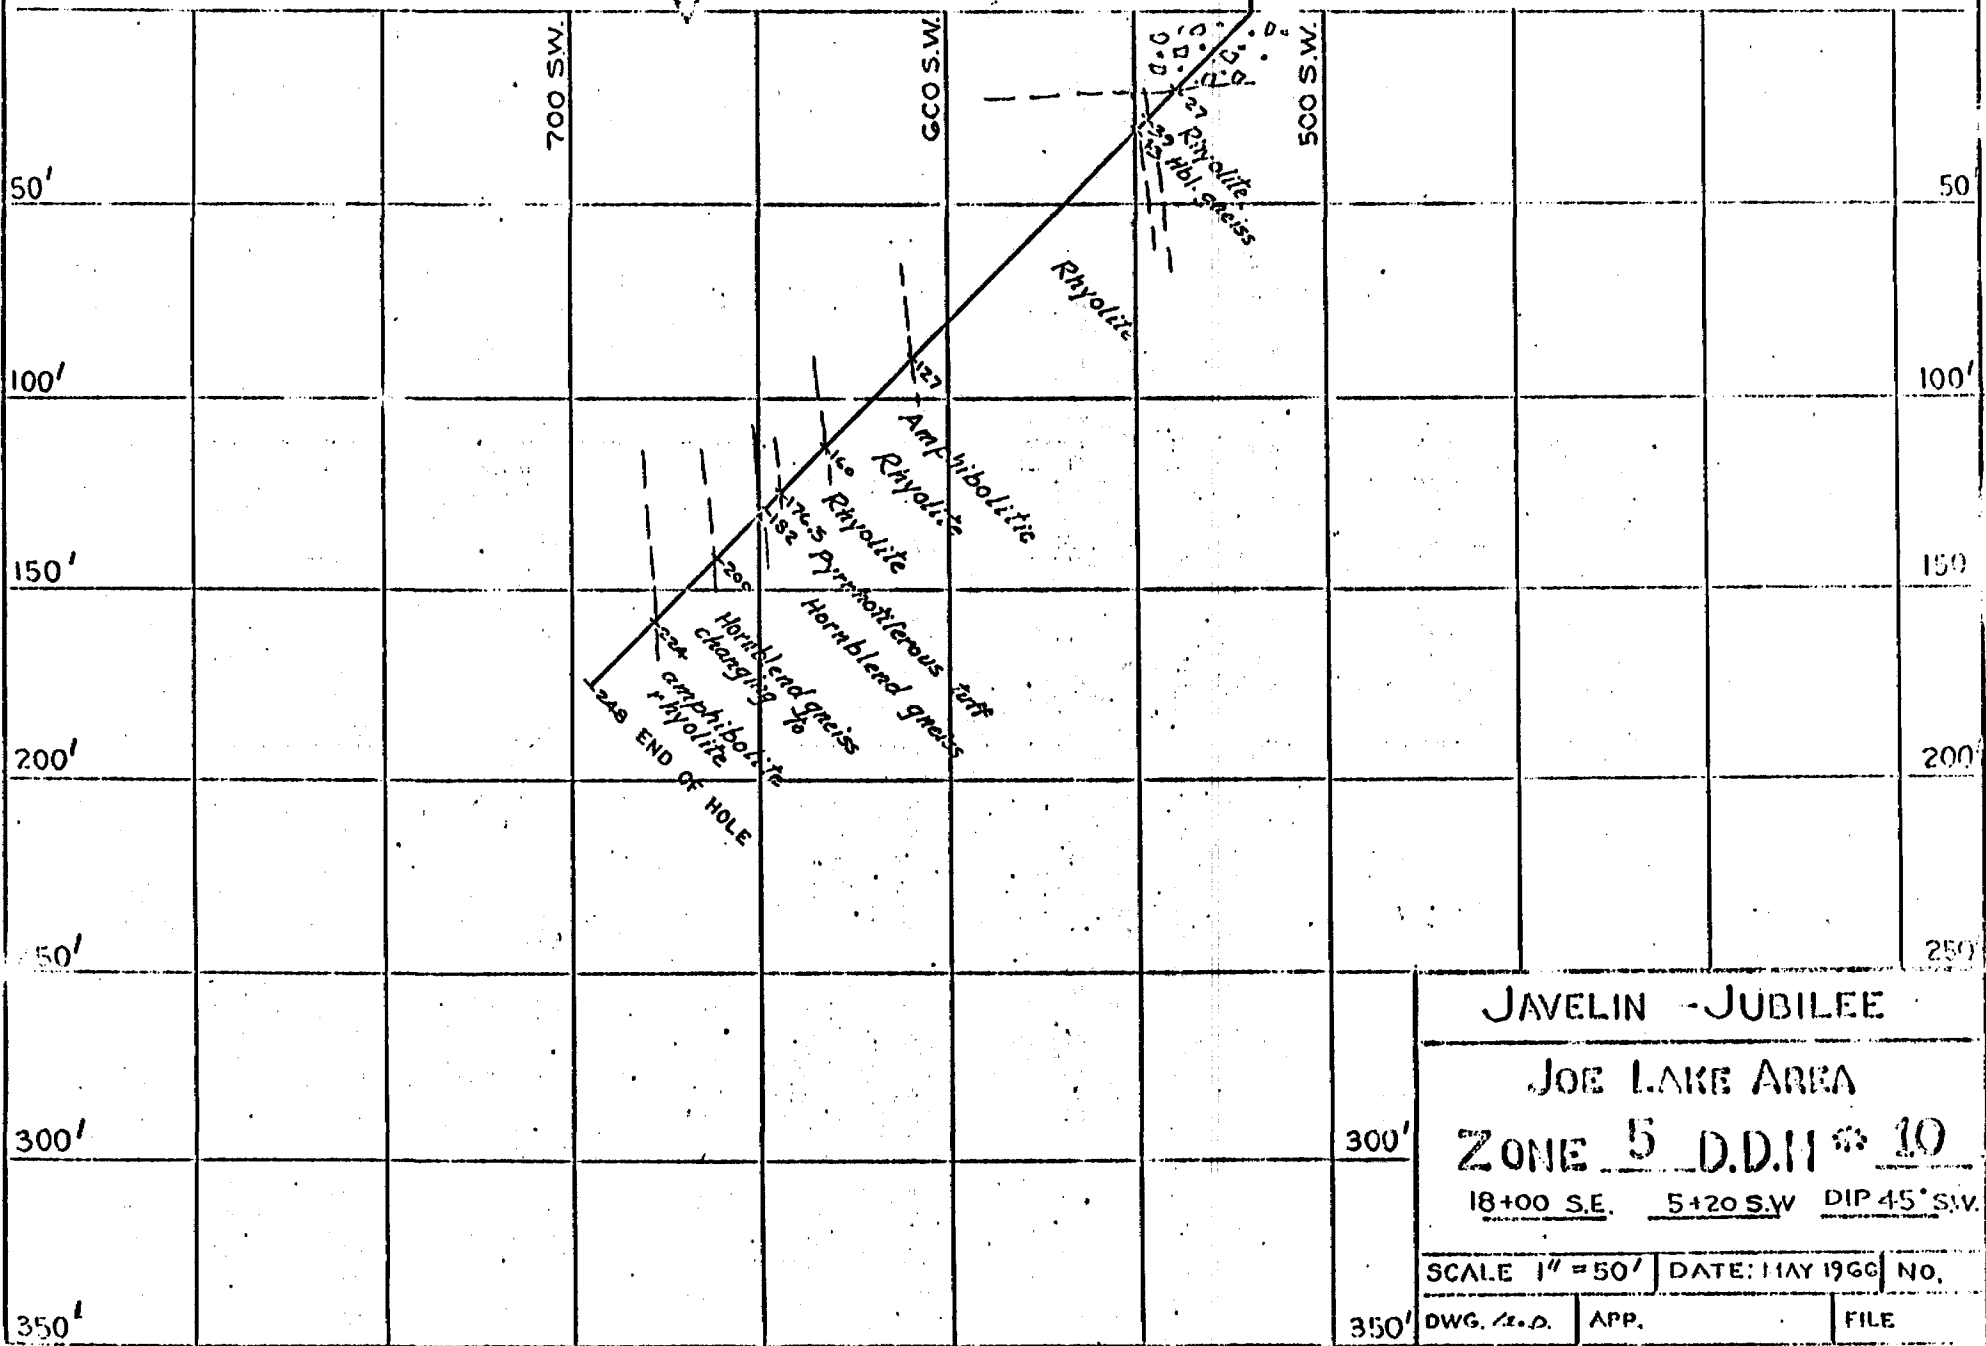 700 S.W.
600 S.W.
500 S.W.
50'
50
100'
100'
150'
150
200'
200
50'
250'
300'
300'
350'
350'
27
Rhyolite
39
Hbl. gneiss
Rhyolite
127
Amphibolitic
Rhyolite
160
Rhyolite
176.5 Pyrrhotiferous tuff
182
Hornblend gneiss
205
Hornblend gneiss
changing to
224
amphibolite
rhyolite
248 END OF HOLE
JAVELIN - JUBILEE
JOE LAKE AREA
ZONE 5 D.D.H # 10
18+00 S.E. 5+20 S.W DIP 45° S.W.
SCALE 1" = 50' DATE: MAY 1960 NO.
DWG. APP. FILE